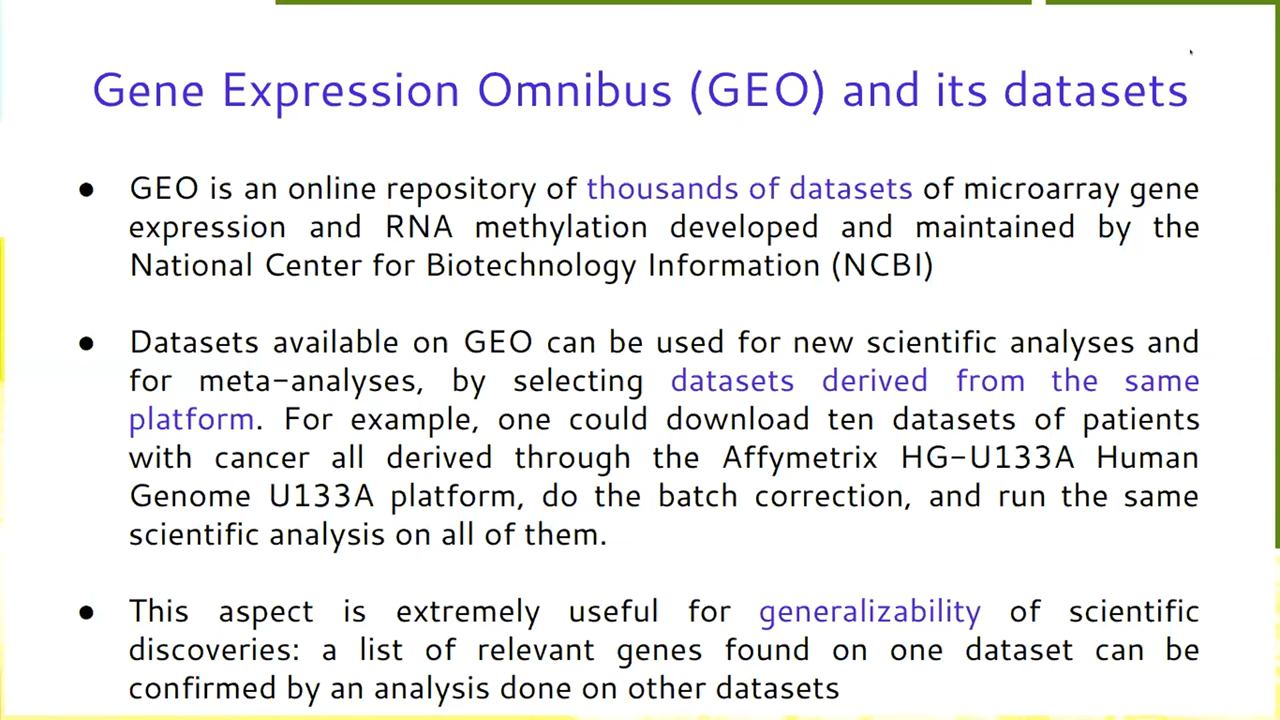 Gene Expression Omnibus (GEO) and its datasets
● GEO is an online repository of thousands of datasets of microarray gene
expression and RNA methylation developed and maintained by the
National Center for Biotechnology Information (NCBI)
● Datasets available on GEO can be used for new scientific analyses and
for meta-analyses, by selecting datasets derived from the same
platform. For example, one could download ten datasets of patients
with cancer all derived through the Affymetrix HG-U133A Human
Genome U133A platform, do the batch correction, and run the same
scientific analysis on all of them.
● This aspect is extremely useful for generalizability of scientific
discoveries: a list of relevant genes found on one dataset can be
confirmed by an analysis done on other datasets